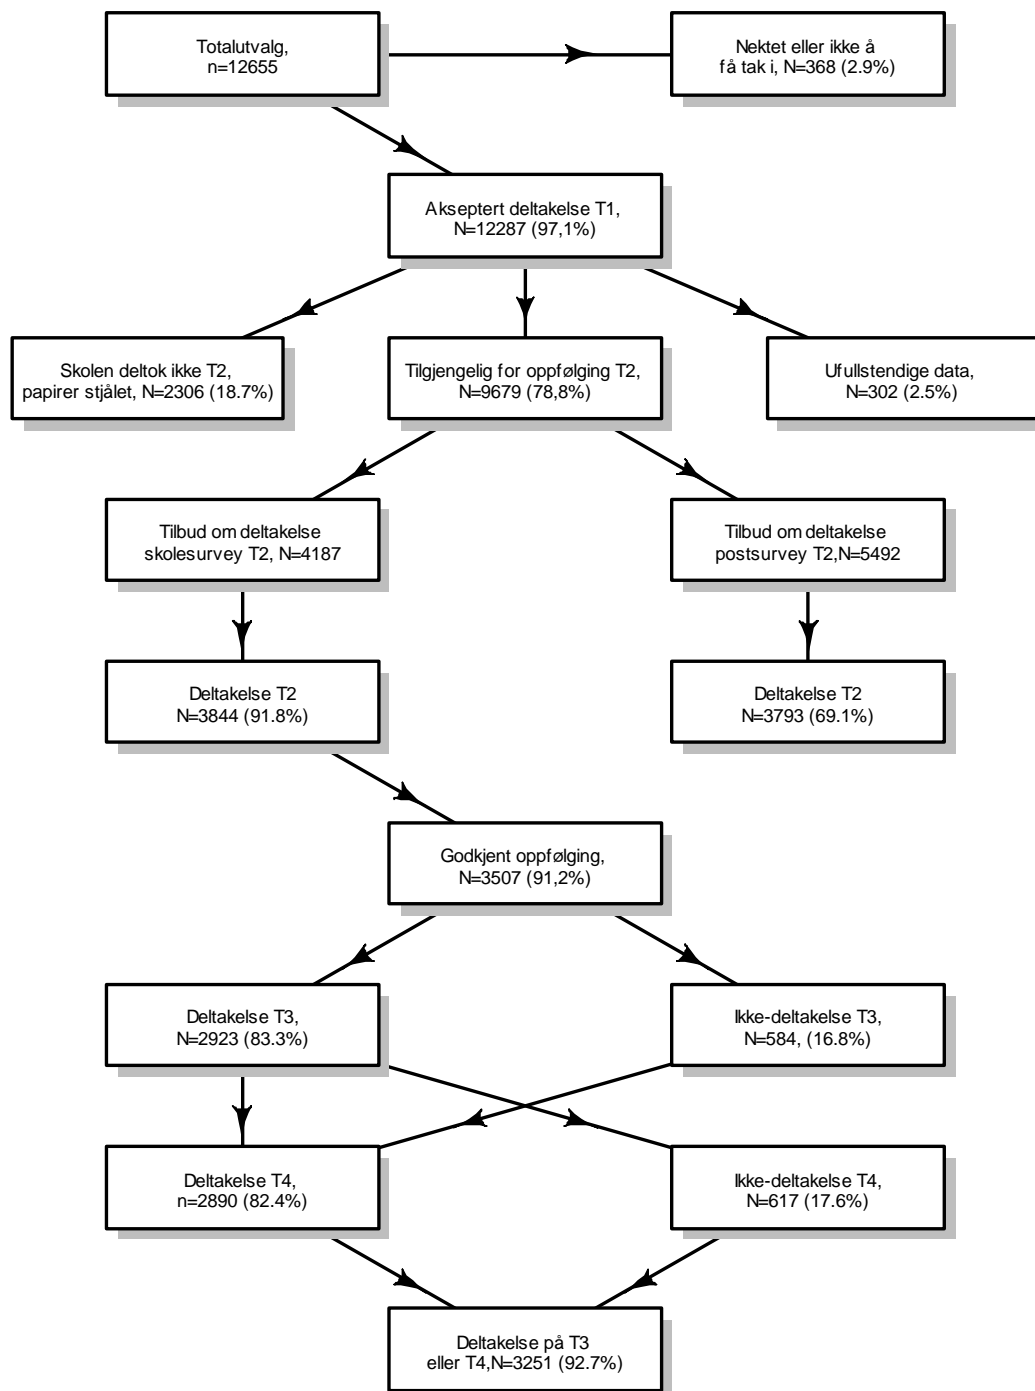 Totalutvalg,
n=12655
Nektet eller ikke å
få tak i, N=368 (2.9%)
Akseptert deltakelse T1,
N=12287 (97,1%)
Skolen deltok ikke T2,
papirer stjålet, N=2306 (18.7%)
Tilgjengelig for oppfølging T2,
N=9679 (78,8%)
Ufullstendige data,
N=302 (2.5%)
Tilbud om deltakelse
skolesurvey T2, N=4187
Tilbud om deltakelse
postsurvey T2,N=5492
Deltakelse T2
N=3844 (91.8%)
Deltakelse T2
N=3793 (69.1%)
Godkjent oppfølging,
N=3507 (91,2%)
Deltakelse T3,
N=2923 (83.3%)
Ikke-deltakelse T3,
N=584, (16.8%)
Deltakelse T4,
n=2890 (82.4%)
Ikke-deltakelse T4,
N=617 (17.6%)
Deltakelse på T3
eller T4,N=3251 (92.7%)